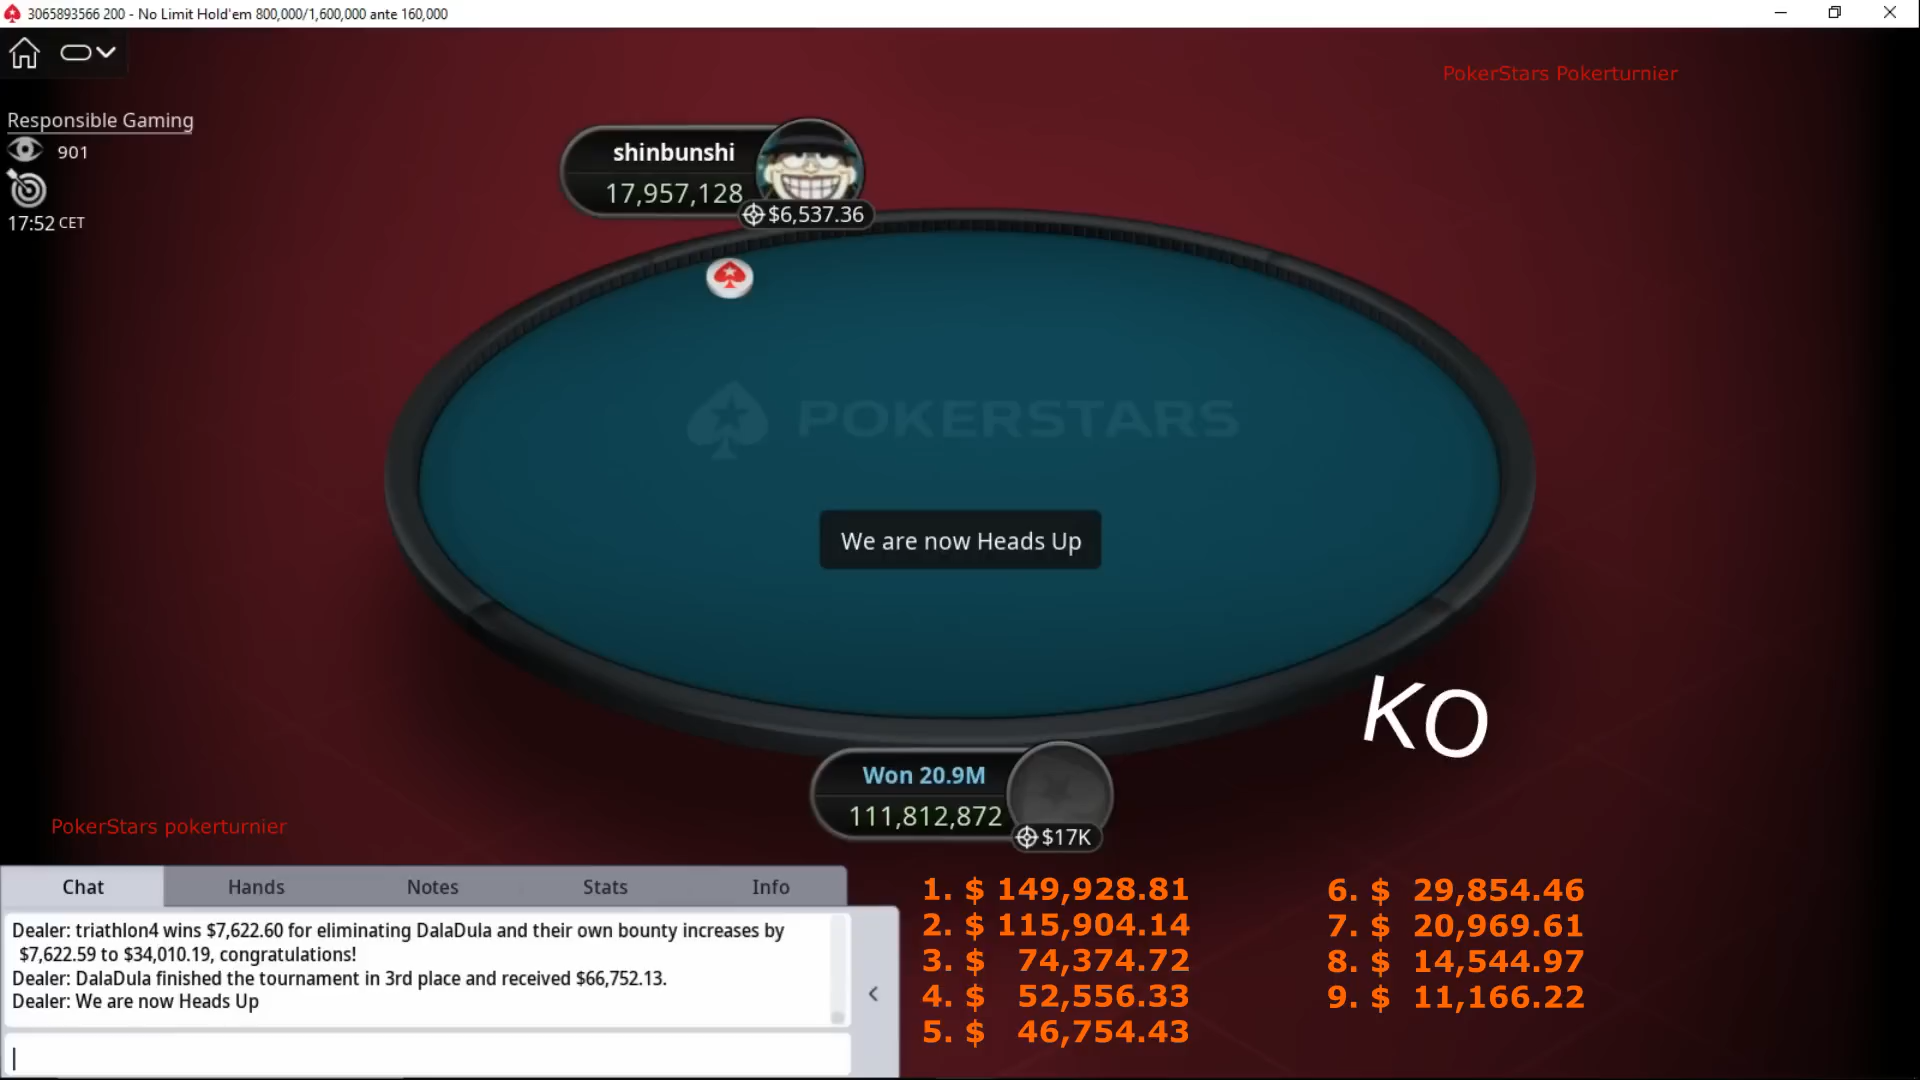 3065893566 200 - No Limit Hold'em 800,000/1,600,000 ante 160,000
PokerStars Pokerturnier
Responsible Gaming
901
17:52 CET
shinbunshi
17,957,128
$6,537.36
POKERSTARS
We are now Heads Up
KO
Won 20.9M
111,812,872
$17K
PokerStars pokerturnier
Chat Hands Notes Stats Info
Dealer: triathlon4 wins $7,622.60 for eliminating DalaDula and their own bounty increases by
$7,622.59 to $34,010.19, congratulations!
Dealer: DalaDula finished the tournament in 3rd place and received $66,752.13.
Dealer: We are now Heads Up
1. $ 149,928.81
2. $ 115,904.14
3. $ 74,374.72
4. $ 52,556.33
5. $ 46,754.43
6. $ 29,854.46
7. $ 20,969.61
8. $ 14,544.97
9. $ 11,166.22